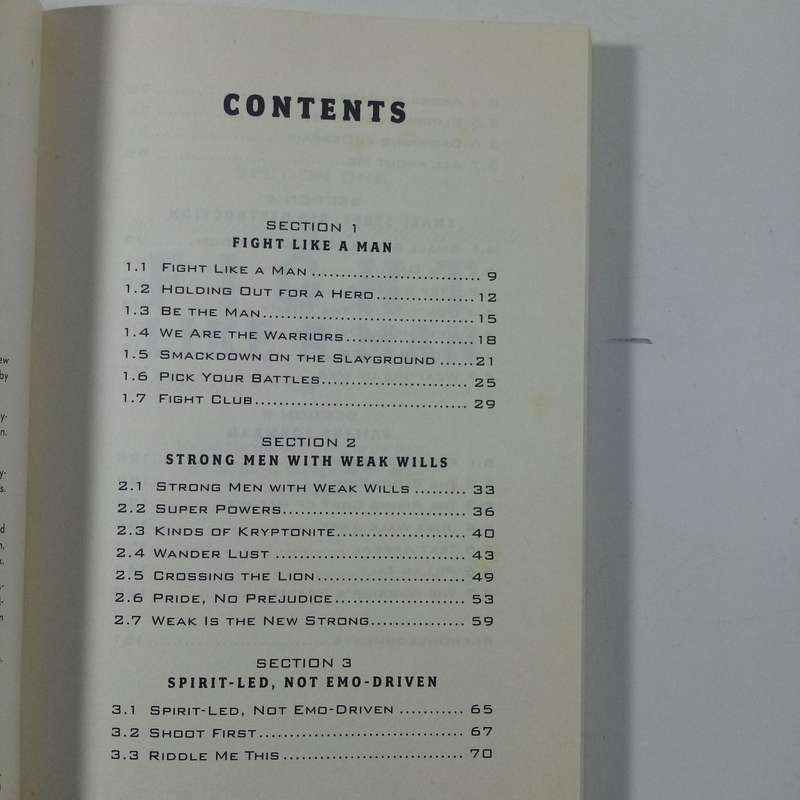 CONTENTS
SECTION 1
FIGHT LIKE A MAN
1.1 FIGHT LIKE A MAN ............................ 9
1.2 HOLDING OUT FOR A HERO ................ 12
1.3 BE THE MAN .................................. 15
1.4 WE ARE THE WARRIORS ..................... 18
1.5 SMACKDOWN ON THE SLAYGROUND ...... 21
1.6 PICK YOUR BATTLES ........................ 25
1.7 FIGHT CLUB ................................... 29
SECTION 2
STRONG MEN WITH WEAK WILLS
2.1 STRONG MEN WITH WEAK WILLS ......... 33
2.2 SUPER POWERS .............................. 36
2.3 KINDS OF KRYPTONITE ..................... 40
2.4 WANDER LUST ............................... 43
2.5 CROSSING THE LION ........................ 49
2.6 PRIDE, NO PREJUDICE ..................... 53
2.7 WEAK IS THE NEW STRONG ................ 59
SECTION 3
SPIRIT-LED, NOT EMO-DRIVEN
3.1 SPIRIT-LED, NOT EMO-DRIVEN ........... 65
3.2 SHOOT FIRST ................................. 67
3.3 RIDDLE ME THIS ............................. 70